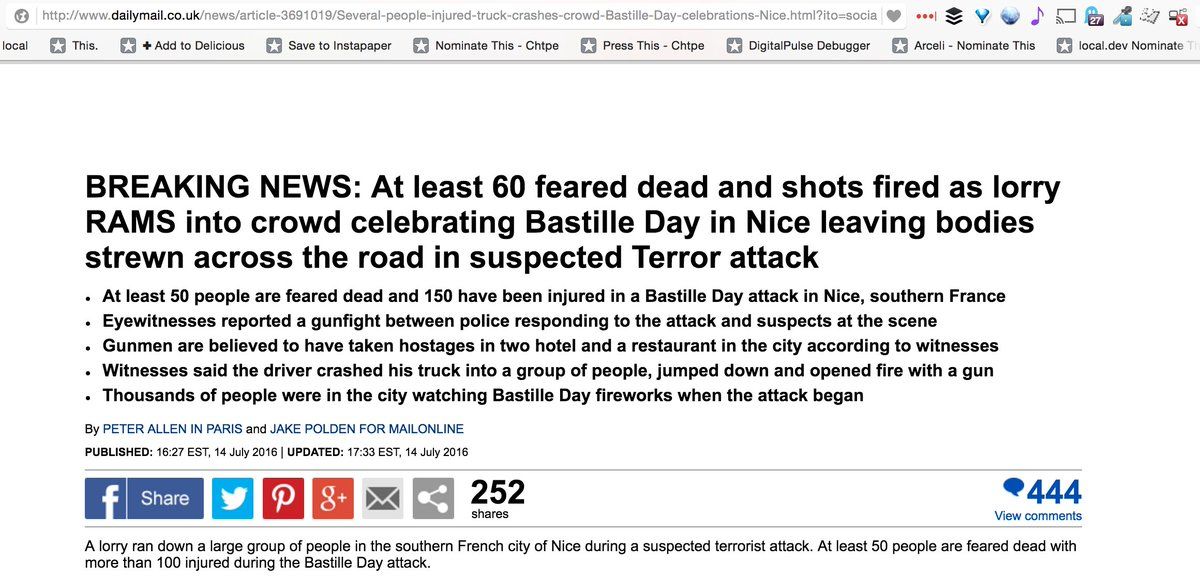 http://www.dailymail.co.uk/news/article-3691019/Several-people-injured-truck-crashes-crowd-Bastille-Day-celebrations-Nice.html?ito=socia
27
local This. + Add to Delicious Save to Instapaper Nominate This - Chtpe Press This - Chtpe DigitalPulse Debugger Arceli - Nominate This local.dev Nominate Th
BREAKING NEWS: At least 60 feared dead and shots fired as lorry
RAMS into crowd celebrating Bastille Day in Nice leaving bodies
strewn across the road in suspected Terror attack
• At least 50 people are feared dead and 150 have been injured in a Bastille Day attack in Nice, southern France
• Eyewitnesses reported a gunfight between police responding to the attack and suspects at the scene
• Gunmen are believed to have taken hostages in two hotel and a restaurant in the city according to witnesses
• Witnesses said the driver crashed his truck into a group of people, jumped down and opened fire with a gun
• Thousands of people were in the city watching Bastille Day fireworks when the attack began
By PETER ALLEN IN PARIS and JAKE POLDEN FOR MAILONLINE
PUBLISHED: 16:27 EST, 14 July 2016 | UPDATED: 17:33 EST, 14 July 2016
f Share g+ 252 444
shares View comments
A lorry ran down a large group of people in the southern French city of Nice during a suspected terrorist attack. At least 50 people are feared dead with
more than 100 injured during the Bastille Day attack.